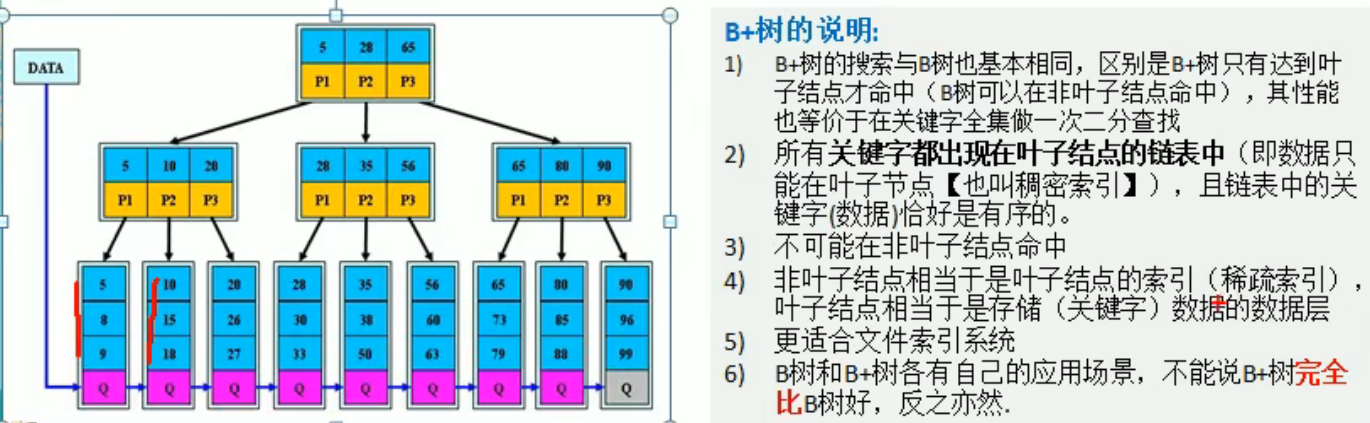 DATA
5 28 65
P1 P2 P3
5 10 20
P1 P2 P3
28 35 56
P1 P2 P3
65 80 90
P1 P2 P3
5 10 20 28 35 56 65 80 90
8 15 26 30 38 60 73 85 96
9 18 27 33 50 63 79 88 99
Q Q Q Q Q Q Q Q Q
B+树的说明:
1) B+树的搜索与B树也基本相同，区别是B+树只有达到叶
子结点才命中（B树可以在非叶子结点命中），其性能
也等价于在关键字全集做一次二分查找
2) 所有关键字都出现在叶子结点的链表中（即数据只
能在叶子节点【也叫稠密索引】），且链表中的关
键字(数据)恰好是有序的。
3) 不可能在非叶子结点命中
4) 非叶子结点相当于是叶子结点的索引（稀疏索引），
叶子结点相当于是存储（关键字）数据的数据层
5) 更适合文件索引系统
6) B树和B+树各有自己的应用场景，不能说B+树完全
比B树好，反之亦然.